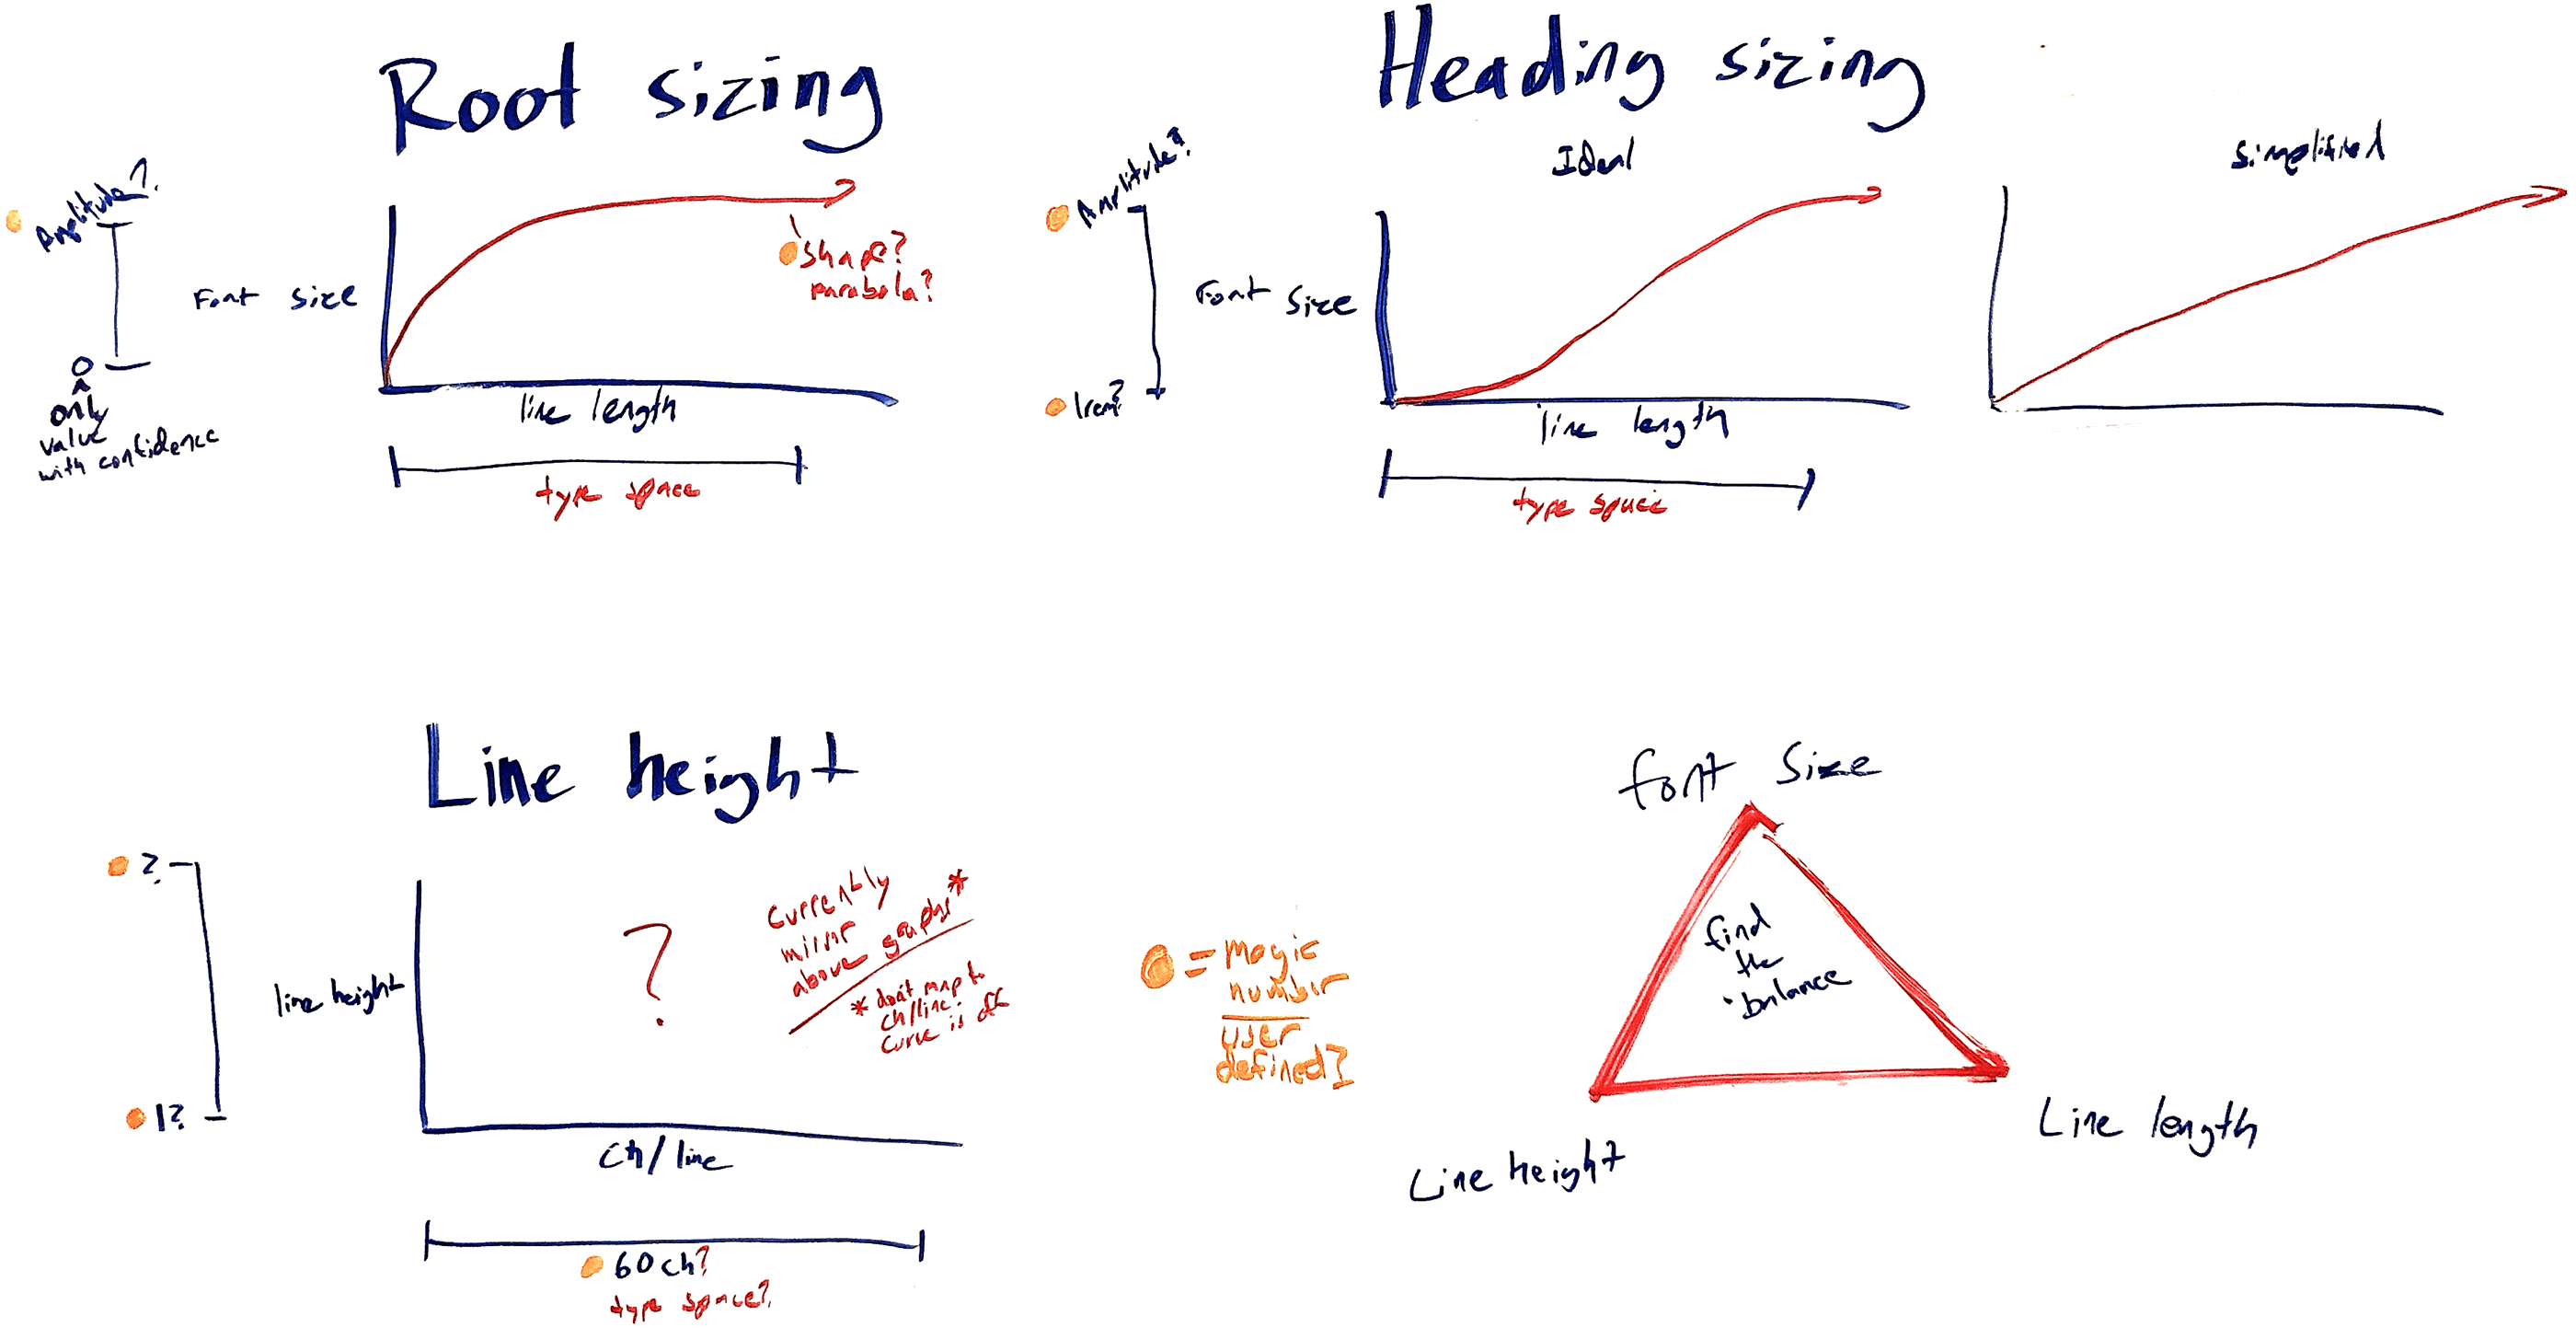 Root sizing
Amplitude?
Font size
0
^
only
value
with confidence
shape?
parabola?
line length
type space
Heading sizing
Ideal
Simplified
Amplitude?
Font size
1rem?
line length
type space
Line height
?
line height
1?
?
currently
mirror
above graphs*
* don't map to
ch/line:
curve is off
ch/line
60ch?
type space?
= magic
number
user
defined?
font size
find
the
balance
Line height
Line length